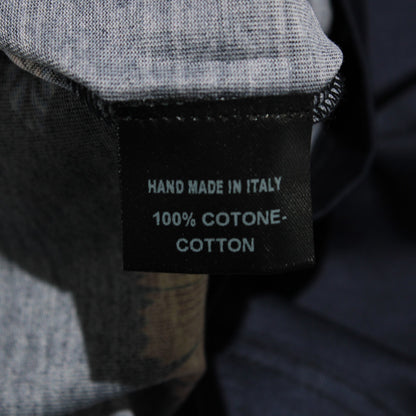 HAND MADE IN ITALY
100% COTONE-
COTTON